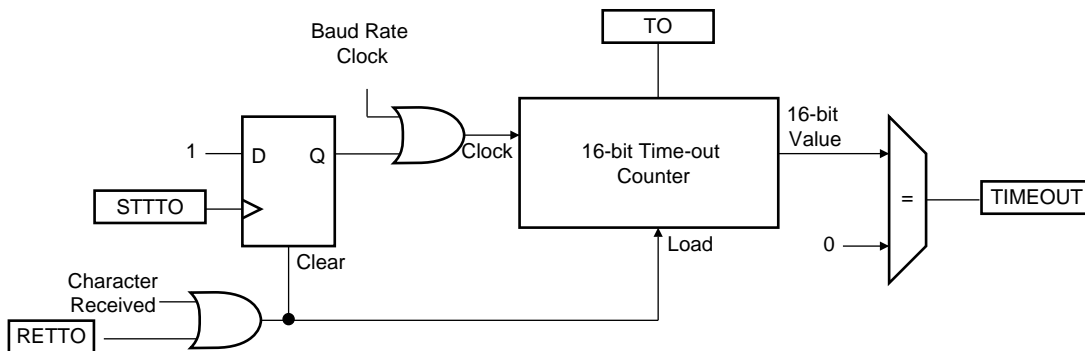 TO
Baud Rate
Clock
1
D
Q
Clock
16-bit Time-out
Counter
16-bit
Value
STTTO
=
TIMEOUT
0
Load
Clear
Character
Received
RETTO